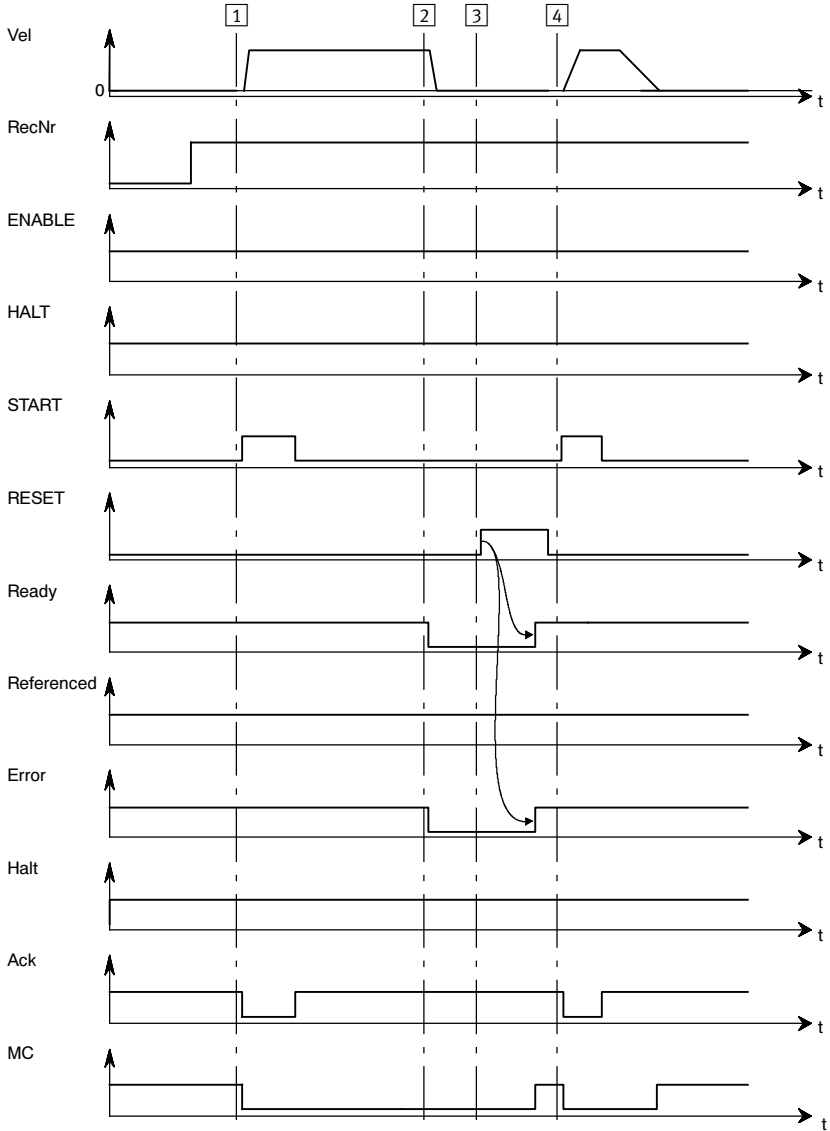 1 2 3 4
Vel
0
t
RecNr
t
ENABLE
t
HALT
t
START
t
RESET
t
Ready
t
Referenced
t
Error
t
Halt
t
Ack
t
MC
t